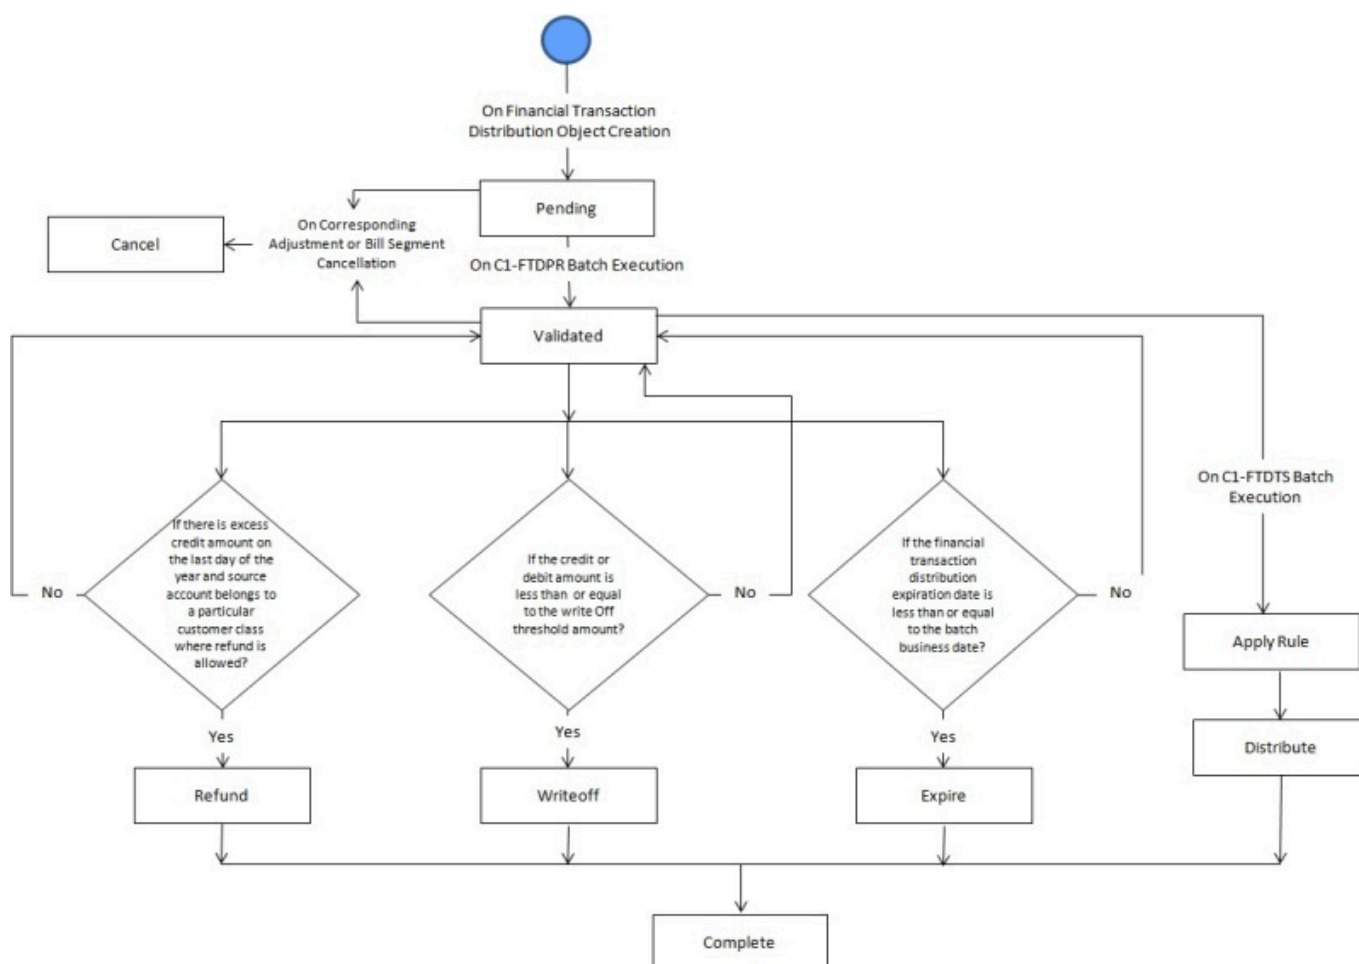 On Financial Transaction
Distribution Object Creation
Pending
On Corresponding
Adjustment or Bill Segment
Cancellation
Cancel
On C1-FTDPR Batch Execution
Validated
On C1-FTDTS Batch
Execution
If there is excess
credit amount on
the last day of the
year and source
account belongs to
a particular
customer class
where refund is
allowed?
No
If the credit or
debit amount is
less than or equal
to the write Off
threshold amount?
No
If the financial
transaction
distribution
expiration date is
less than or equal
to the batch
business date?
No
Apply Rule
Yes
Yes
Yes
Distribute
Refund
Writeoff
Expire
Complete